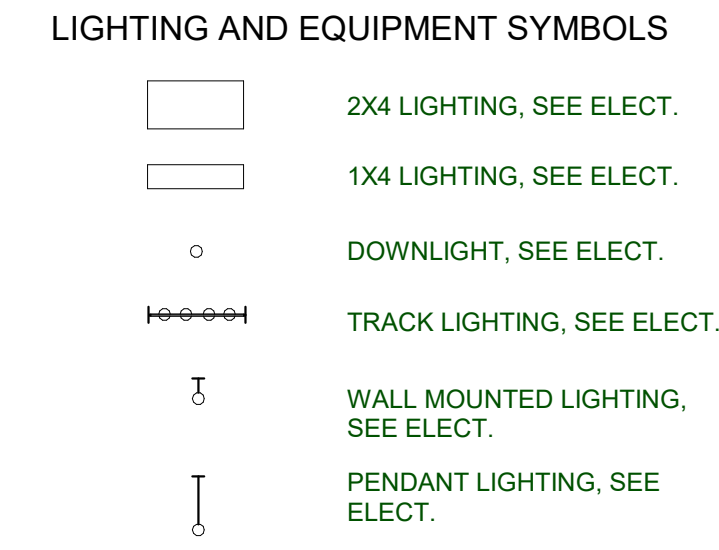 LIGHTING AND EQUIPMENT SYMBOLS
2X4 LIGHTING, SEE ELECT.
1X4 LIGHTING, SEE ELECT.
DOWNLIGHT, SEE ELECT.
TRACK LIGHTING, SEE ELECT.
WALL MOUNTED LIGHTING,
SEE ELECT.
PENDANT LIGHTING, SEE
ELECT.